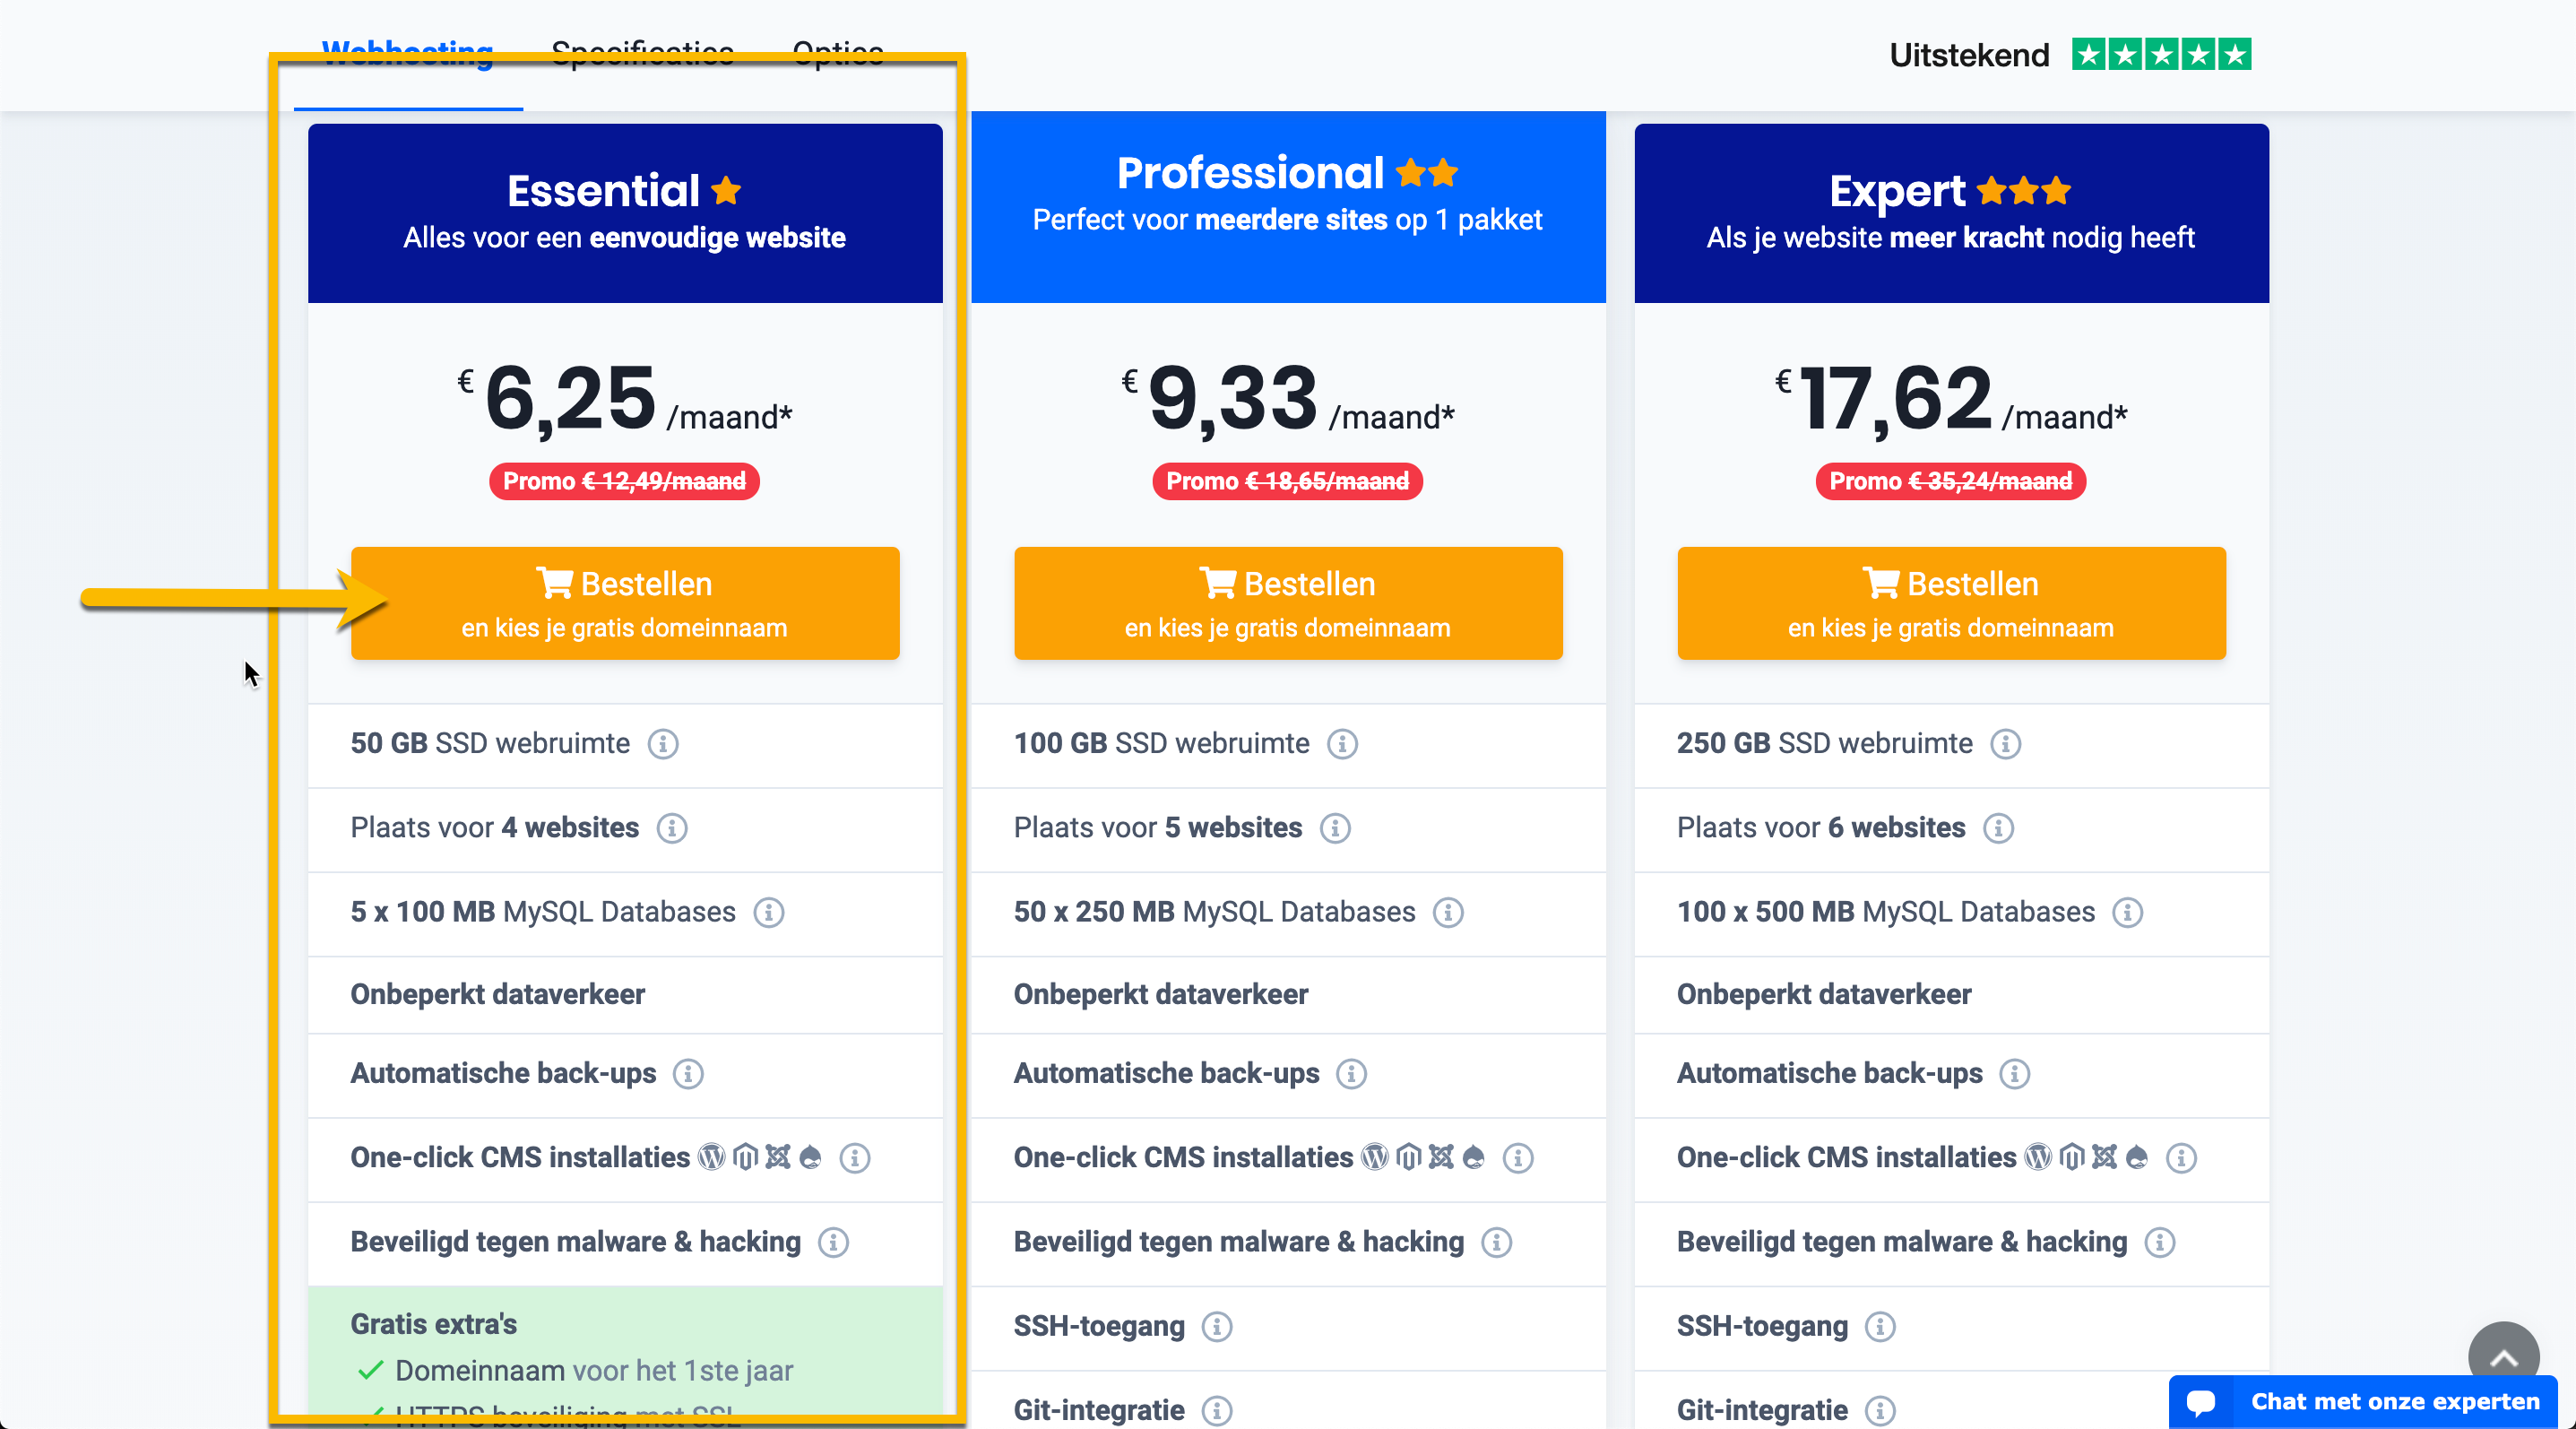 Webhosting Specificaties Opties
Uitstekend
Essential
Alles voor een eenvoudige website
€ 6,25 /maand*
Promo € 12,49/maand
Bestellen
en kies je gratis domeinnaam
50 GB SSD webruimte
Plaats voor 4 websites
5 x 100 MB MySQL Databases
Onbeperkt dataverkeer
Automatische back-ups
One-click CMS installaties
Beveiligd tegen malware & hacking
Gratis extra's
Domeinnaam voor het 1ste jaar
HTTPS beveiliging met SSL
Professional
Perfect voor meerdere sites op 1 pakket
€ 9,33 /maand*
Promo € 18,65/maand
Bestellen
en kies je gratis domeinnaam
100 GB SSD webruimte
Plaats voor 5 websites
50 x 250 MB MySQL Databases
Onbeperkt dataverkeer
Automatische back-ups
One-click CMS installaties
Beveiligd tegen malware & hacking
SSH-toegang
Git-integratie
Expert
Als je website meer kracht nodig heeft
€ 17,62 /maand*
Promo € 35,24/maand
Bestellen
en kies je gratis domeinnaam
250 GB SSD webruimte
Plaats voor 6 websites
100 x 500 MB MySQL Databases
Onbeperkt dataverkeer
Automatische back-ups
One-click CMS installaties
Beveiligd tegen malware & hacking
SSH-toegang
Git-integratie
Chat met onze experten